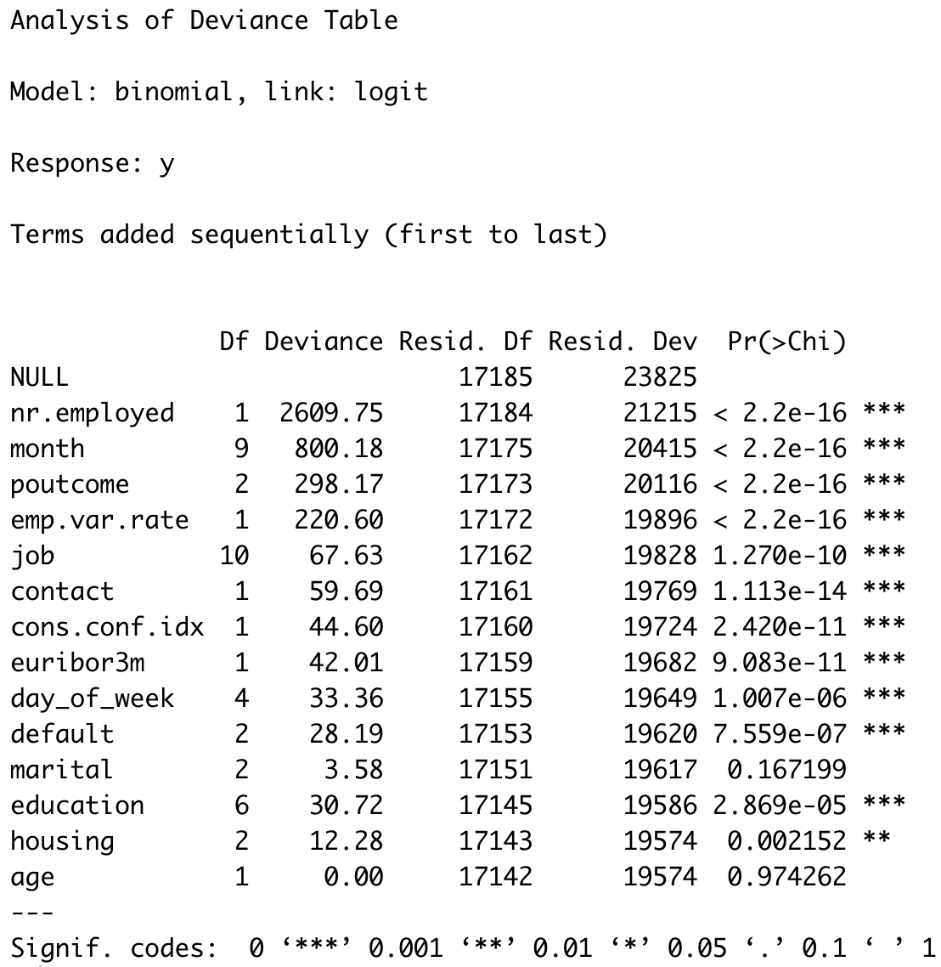 Analysis of Deviance Table
Model: binomial, link: logit
Response: y
Terms added sequentially (first to last)
Df Deviance Resid. Df Resid. Dev Pr(>Chi)
NULL 17185 23825
nr.employed 1 2609.75 17184 21215 < 2.2e-16 ***
month 9 800.18 17175 20415 < 2.2e-16 ***
poutcome 2 298.17 17173 20116 < 2.2e-16 ***
emp.var.rate 1 220.60 17172 19896 < 2.2e-16 ***
job 10 67.63 17162 19828 1.270e-10 ***
contact 1 59.69 17161 19769 1.113e-14 ***
cons.conf.idx 1 44.60 17160 19724 2.420e-11 ***
euribor3m 1 42.01 17159 19682 9.083e-11 ***
day_of_week 4 33.36 17155 19649 1.007e-06 ***
default 2 28.19 17153 19620 7.559e-07 ***
marital 2 3.58 17151 19617 0.167199
education 6 30.72 17145 19586 2.869e-05 ***
housing 2 12.28 17143 19574 0.002152 **
age 1 0.00 17142 19574 0.974262
---
Signif. codes: 0 ‘***’ 0.001 ‘**’ 0.01 ‘*’ 0.05 ‘.’ 0.1 ‘ ’ 1